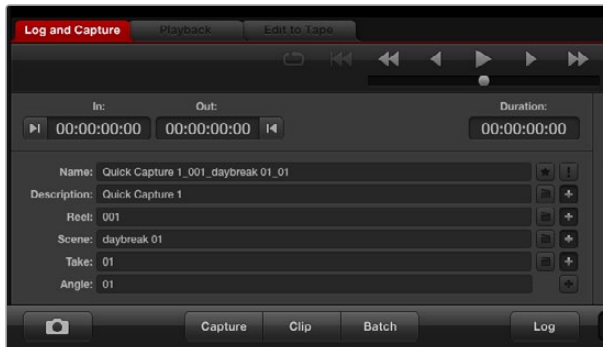 Log and Capture Playback Edit to Tape
In: Out: Duration:
00:00:00:00 00:00:00:00 00:00:00:00
Name: Quick Capture 1_001_daybreak 01_01
Description: Quick Capture 1
Reel: 001
Scene: daybreak 01
Take: 01
Angle: 01
Capture Clip Batch Log